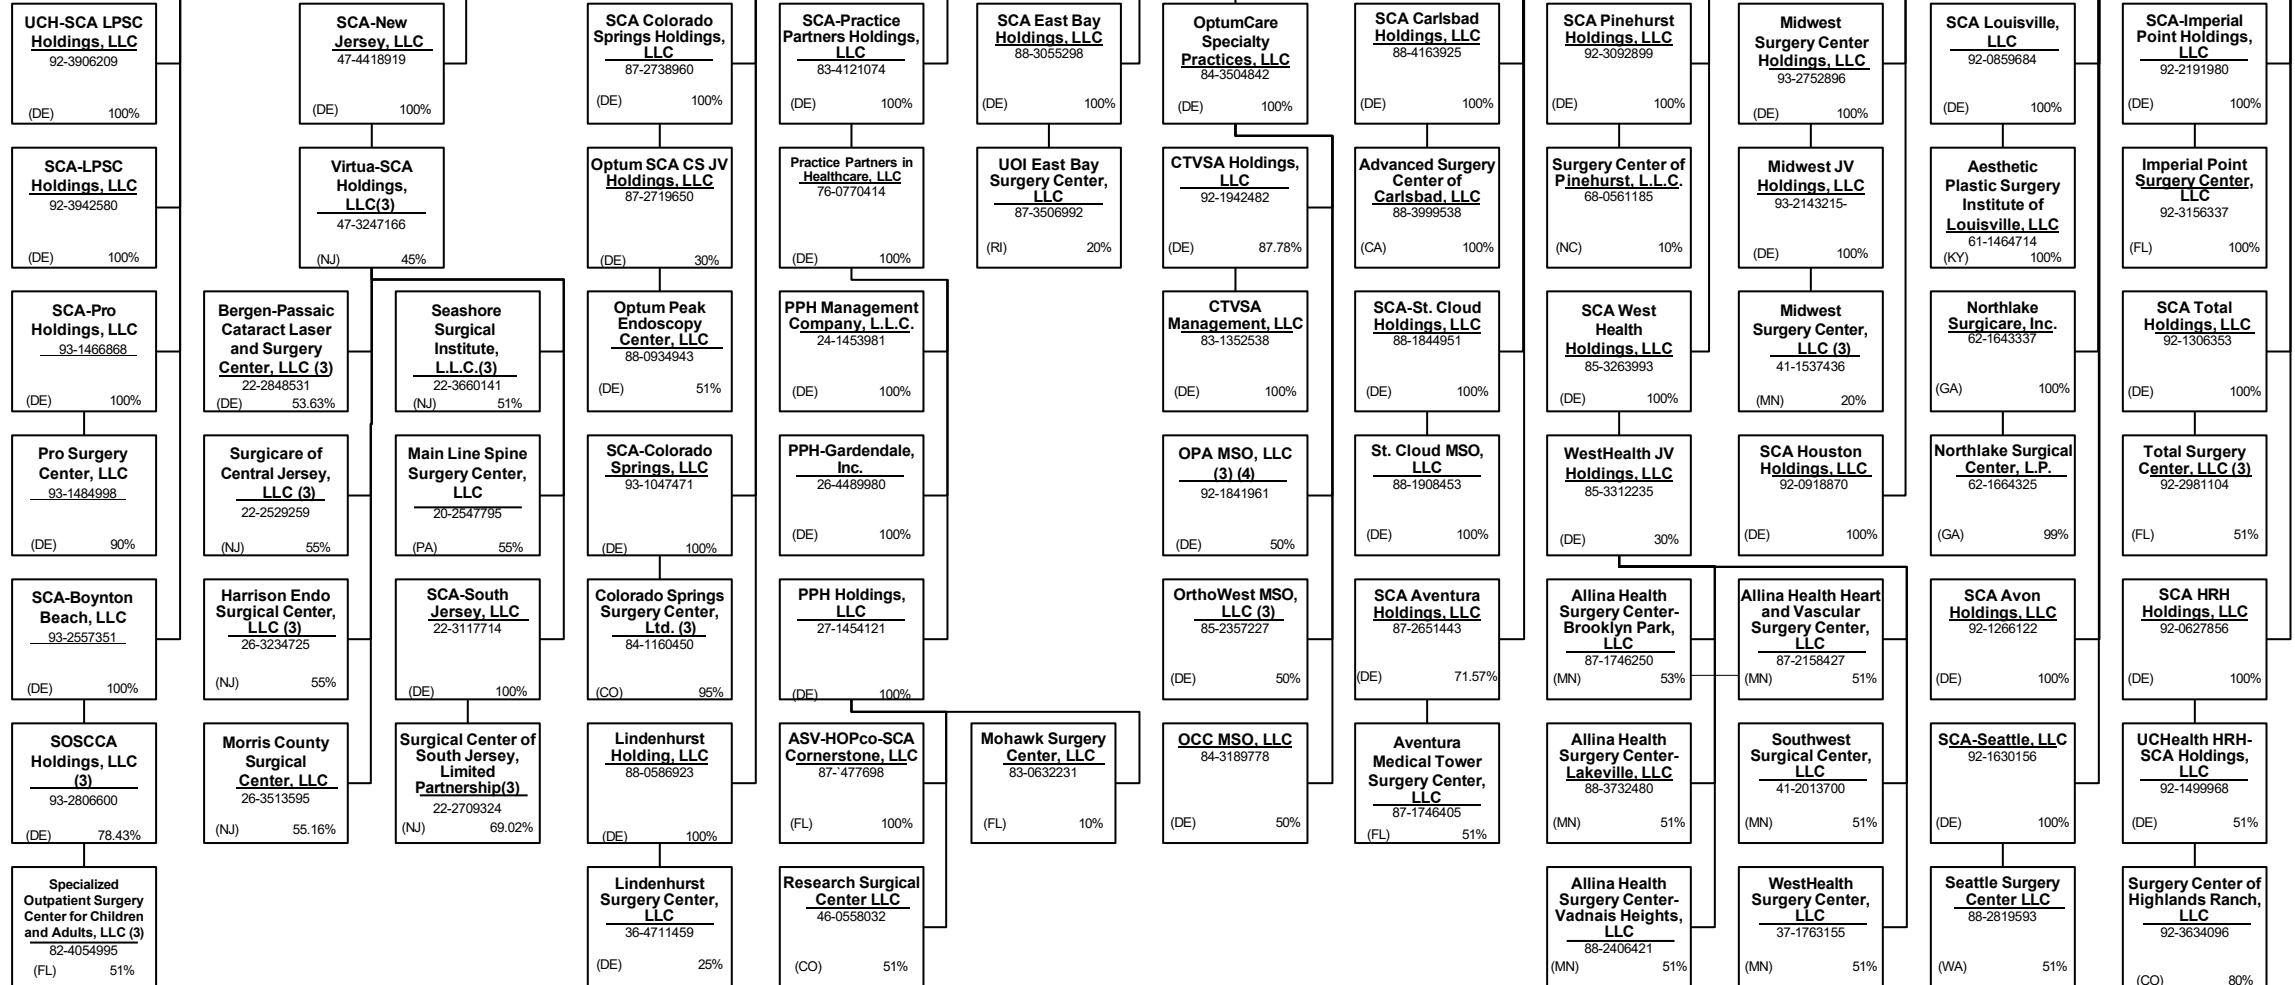 UCH-SCA LPSC
Holdings, LLC
92-3906209
(DE) 100%
SCA-New
Jersey, LLC
47-4418919
(DE) 100%
SCA Colorado
Springs Holdings,
LLC
87-2738960
(DE) 100%
SCA-Practice
Partners Holdings,
LLC
83-4121074
(DE) 100%
SCA East Bay
Holdings, LLC
88-3055298
(DE) 100%
OptumCare
Specialty
Practices, LLC
84-3504842
(DE) 100%
SCA Carlsbad
Holdings, LLC
88-4163925
(DE) 100%
SCA Pinehurst
Holdings, LLC
92-3092899
(DE) 100%
Midwest
Surgery Center
Holdings, LLC
93-2752896
(DE) 100%
SCA Louisville,
LLC
92-0859684
(DE) 100%
SCA-Imperial
Point Holdings,
LLC
92-2191980
(DE) 100%
SCA-LPSC
Holdings, LLC
92-3942580
(DE) 100%
Virtua-SCA
Holdings,
LLC(3)
47-3247166
(NJ) 45%
Optum SCA CS JV
Holdings, LLC
87-2719650
(DE) 30%
Practice Partners in
Healthcare, LLC
76-0770414
(DE) 100%
UOI East Bay
Surgery Center,
LLC
87-3506992
(RI) 20%
CTVSA Holdings,
LLC
92-1942482
(DE) 87.78%
Advanced Surgery
Center of
Carlsbad, LLC
88-3999538
(CA) 100%
Surgery Center of
Pinehurst, L.L.C.
68-0561185
(NC) 10%
Midwest JV
Holdings, LLC
93-2143215-
(DE) 100%
Aesthetic
Plastic Surgery
Institute of
Louisville, LLC
61-1464714
(KY) 100%
Imperial Point
Surgery Center,
LLC
92-3156337
(FL) 100%
SCA-Pro
Holdings, LLC
93-1466868
(DE) 100%
Bergen-Passaic
Cataract Laser
and Surgery
Center, LLC (3)
22-2848531
(DE) 53.63%
Seashore
Surgical
Institute,
L.L.C.(3)
22-3660141
(NJ) 51%
Optum Peak
Endoscopy
Center, LLC
88-0934943
(DE) 51%
PPH Management
Company, L.L.C.
24-1453981
(DE) 100%
CTVSA
Management, LLC
83-1352538
(DE) 100%
SCA-St. Cloud
Holdings, LLC
88-1844951
(DE) 100%
SCA West
Health
Holdings, LLC
85-3263993
(DE) 100%
Midwest
Surgery Center,
LLC (3)
41-1537436
(MN) 20%
Northlake
Surgicare, Inc.
62-1643337
(GA) 100%
SCA Total
Holdings, LLC
92-1306353
(DE) 100%
Pro Surgery
Center, LLC
93-1484998
(DE) 90%
Surgicare of
Central Jersey,
LLC (3)
22-2529259
(NJ) 55%
Main Line Spine
Surgery Center,
LLC
20-2547795
(PA) 55%
SCA-Colorado
Springs, LLC
93-1047471
(DE) 100%
PPH-Gardendale,
Inc.
26-4489980
(DE) 100%
OPA MSO, LLC
(3) (4)
92-1841961
(DE) 50%
St. Cloud MSO,
LLC
88-1908453
(DE) 100%
WestHealth JV
Holdings, LLC
85-3312235
(DE) 30%
SCA Houston
Holdings, LLC
92-0918870
(DE) 100%
Northlake Surgical
Center, L.P.
62-1664325
(GA) 99%
Total Surgery
Center, LLC (3)
92-2981104
(FL) 51%
SCA-Boynton
Beach, LLC
93-2557351
(DE) 100%
Harrison Endo
Surgical Center,
LLC (3)
26-3234725
(NJ) 55%
SCA-South
Jersey, LLC
22-3117714
(DE) 100%
Colorado Springs
Surgery Center,
Ltd. (3)
84-1160450
(CO) 95%
PPH Holdings,
LLC
27-1454121
(DE) 100%
OrthoWest MSO,
LLC (3)
85-2357227
(DE) 50%
SCA Aventura
Holdings, LLC
87-2651443
(DE) 71.57%
Allina Health
Surgery Center-
Brooklyn Park,
LLC
87-1746250
(MN) 53%
Allina Health Heart
and Vascular
Surgery Center,
LLC
87-2158427
(MN) 51%
SCA Avon
Holdings, LLC
92-1266122
(DE) 100%
SCA HRH
Holdings, LLC
92-0627856
(DE) 100%
SOSCCA
Holdings, LLC
(3)
93-2806600
(DE) 78.43%
Morris County
Surgical
Center, LLC
26-3513595
(NJ) 55.16%
Surgical Center of
South Jersey,
Limited
Partnership(3)
22-2709324
(NJ) 69.02%
Lindenhurst
Holding, LLC
88-0586923
(DE) 100%
ASV-HOPco-SCA
Cornerstone, LLC
87-`477698
(FL) 100%
Mohawk Surgery
Center, LLC
83-0632231
(FL) 10%
OCC MSO, LLC
84-3189778
(DE) 50%
Aventura
Medical Tower
Surgery Center,
LLC
87-1746405
(FL) 51%
Allina Health
Surgery Center-
Lakeville, LLC
88-3732480
(MN) 51%
Southwest
Surgical Center,
LLC
41-2013700
(MN) 51%
SCA-Seattle, LLC
92-1630156
(DE) 100%
UCHealth HRH-
SCA Holdings,
LLC
92-1499968
(DE) 51%
Specialized
Outpatient Surgery
Center for Children
and Adults, LLC (3)
82-4054995
(FL) 51%
Lindenhurst
Surgery Center,
LLC
36-4711459
(DE) 25%
Research Surgical
Center LLC
46-0558032
(CO) 51%
Allina Health
Surgery Center-
Vadnais Heights,
LLC
88-2406421
(MN) 51%
WestHealth
Surgery Center,
LLC
37-1763155
(MN) 51%
Seattle Surgery
Center LLC
88-2819593
(WA) 51%
Surgery Center of
Highlands Ranch,
LLC
92-3634096
(CO) 80%